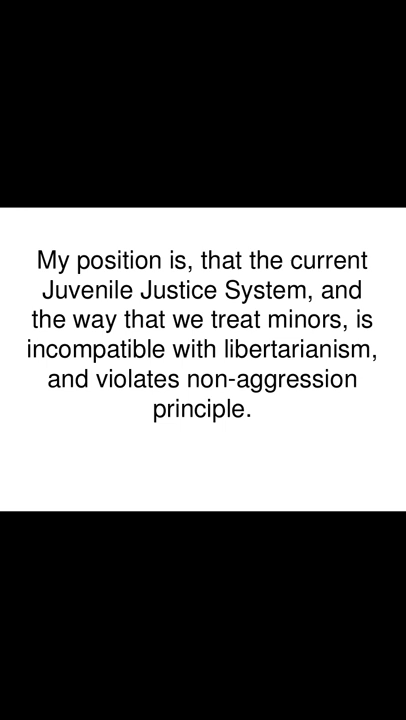 My position is, that the current
Juvenile Justice System, and
the way that we treat minors, is
incompatible with libertarianism,
and violates non-aggression
principle.